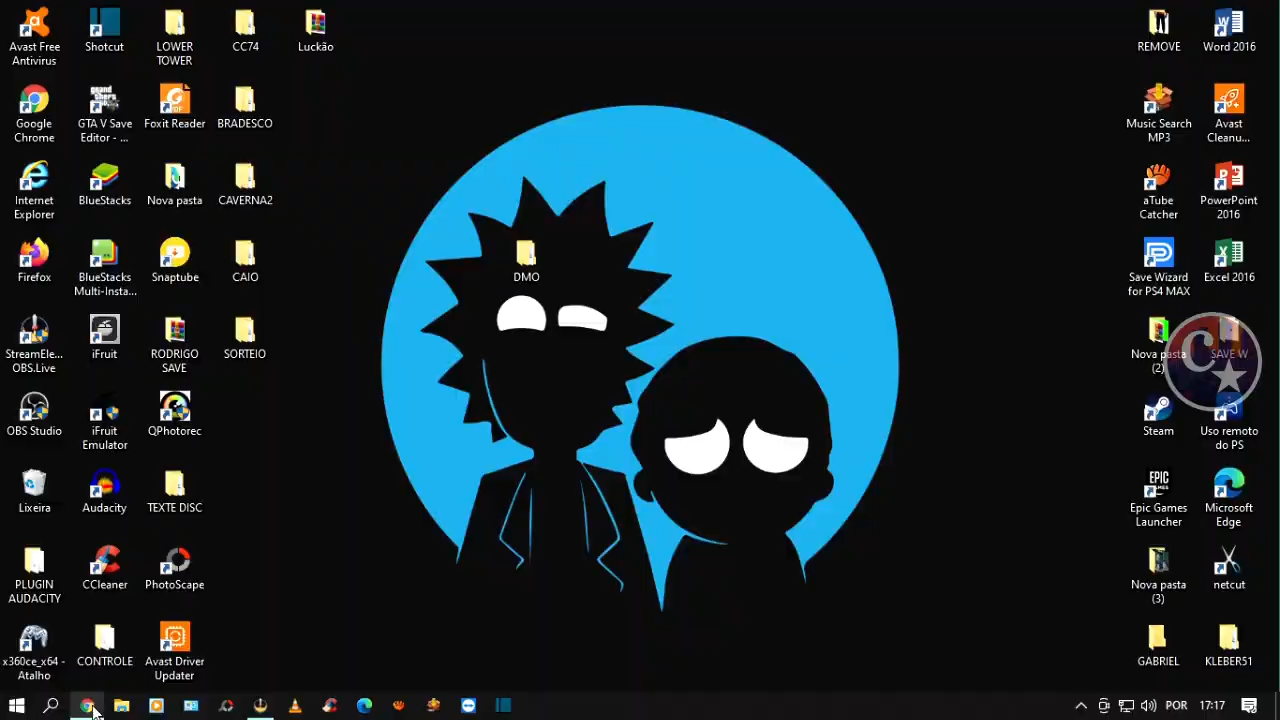 Avast Free
Antivirus
Shotcut
LOWER
TOWER
CC74
Luckão
REMOVE
Word 2016
Google
Chrome
GTA V Save
Editor - ...
Foxit Reader
BRADESCO
Music Search
MP3
Avast
Cleanu...
Internet
Explorer
BlueStacks
Nova pasta
CAVERNA2
aTube
Catcher
PowerPoint
2016
Firefox
BlueStacks
Multi-Insta...
Snaptube
CAIO
DMO
Save Wizard
for PS4 MAX
Excel 2016
StreamEle...
OBS.Live
iFruit
RODRIGO
SAVE
SORTEIO
Nova pasta
(2)
SAVE W
C
OBS Studio
iFruit
Emulator
QPhotorec
Steam
Uso remoto
do PS
Lixeira
Audacity
TEXTE DISC
EPIC
GAMES
Epic Games
Launcher
Microsoft
Edge
PLUGIN
AUDACITY
CCleaner
PhotoScape
Nova pasta
(3)
netcut
x360ce_x64 -
Atalho
CONTROLE
Avast Driver
Updater
GABRIEL
KLEBER51
POR
17:17